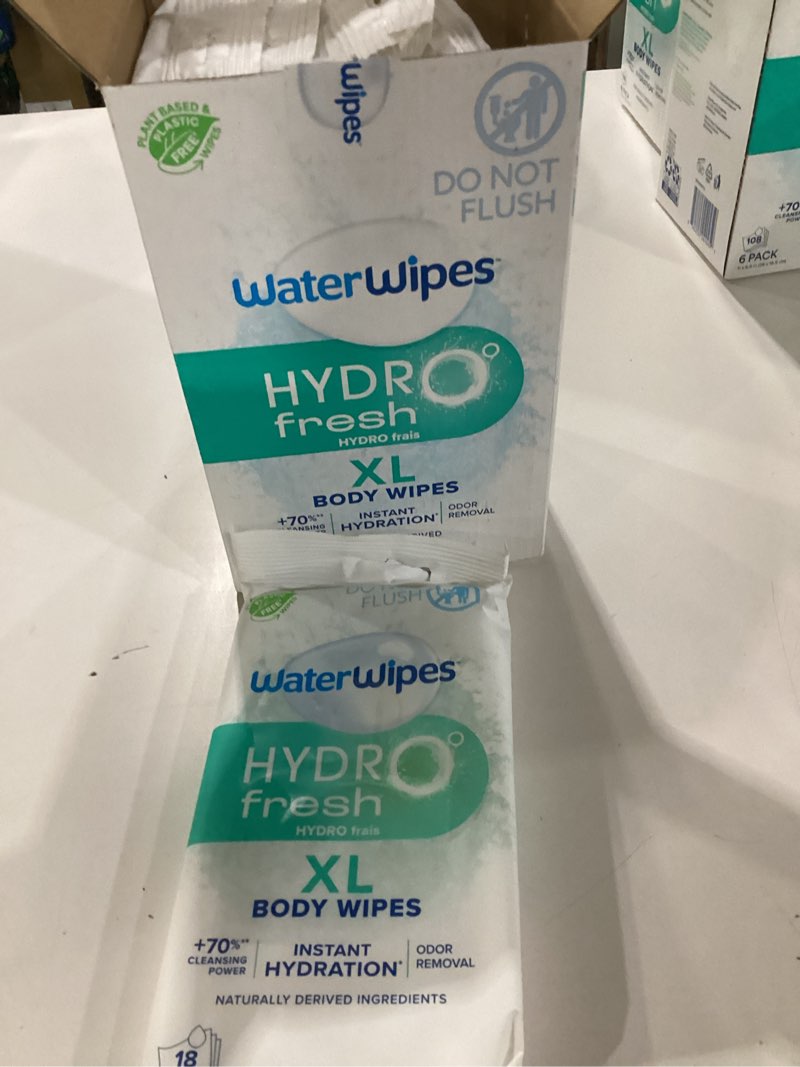 PLANT BASED &
PLASTIC
FREE
WIPES
Wipes
DO NOT
FLUSH
WaterWipes
HYDRO
fresh
HYDRO frais
XL
BODY WIPES
+70%**
INSTANT
HYDRATION*
ODOR
REMOVAL
XL
BODY WIPES
+70
108
6 PACK
FREE
WIPES
FLUSH
WaterWipes
HYDRO
fresh
HYDRO frais
XL
BODY WIPES
+70%**
CLEANSING
POWER
INSTANT
HYDRATION*
ODOR
REMOVAL
NATURALLY DERIVED INGREDIENTS
18